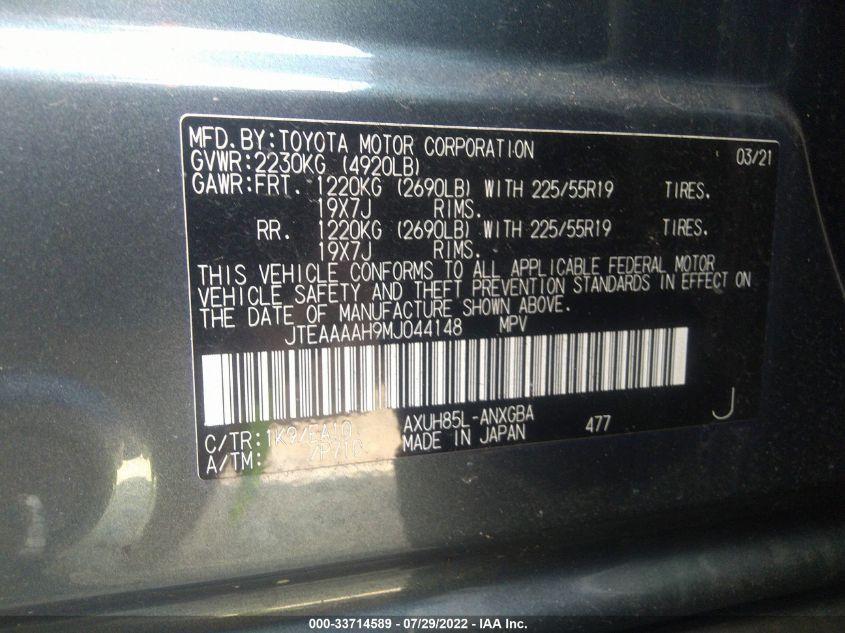 MFD. BY: TOYOTA MOTOR CORPORATION 03/21
GVWR: 2230KG (4920LB)
GAWR: FRT. 1220KG (2690LB) WITH 225/55R19 TIRES.
19X7J RIMS.
RR. 1220KG (2690LB) WITH 225/55R19 TIRES.
19X7J RIMS.
THIS VEHICLE CONFORMS TO ALL APPLICABLE FEDERAL MOTOR
VEHICLE SAFETY AND THEFT PREVENTION STANDARDS IN EFFECT ON
THE DATE OF MANUFACTURE SHOWN ABOVE.
JTEAAAAH9MJ044148 MPV
C/TR: 1K9/EA10 AXUH85L-ANXGBA 477 J
A/TM: /P710 MADE IN JAPAN
000-33714589 - 07/29/2022 - IAA Inc.